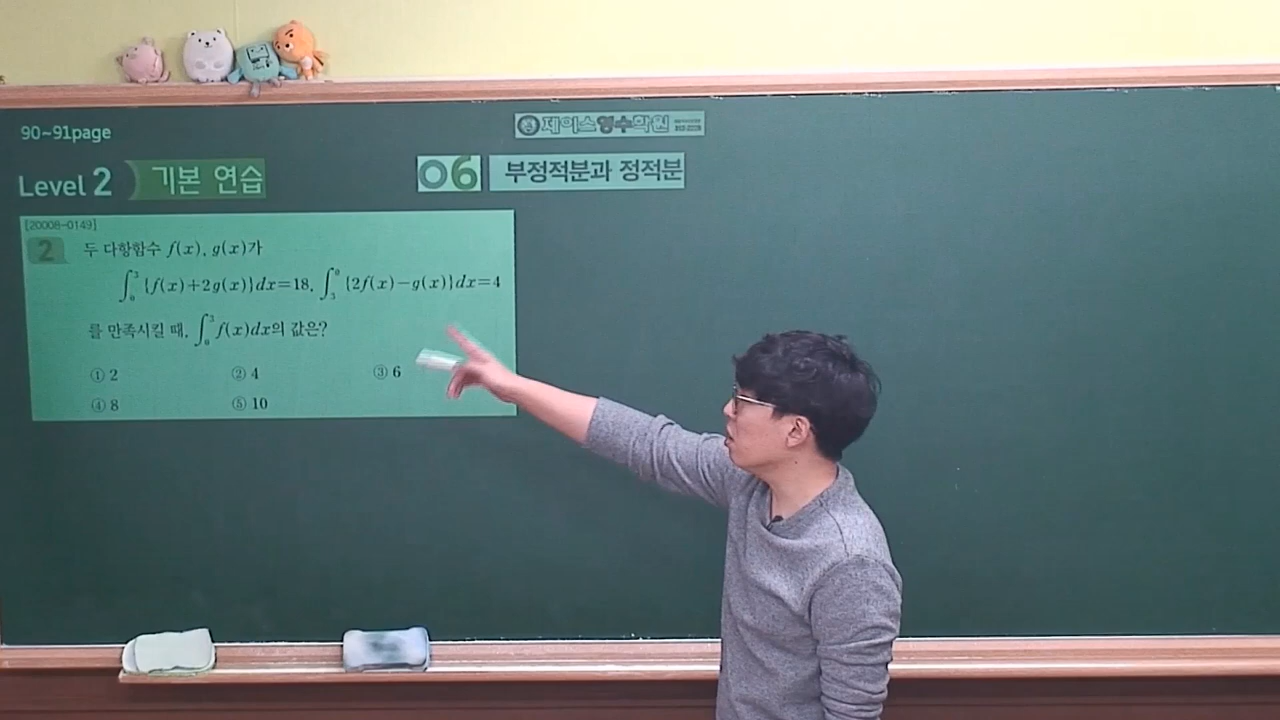 90~91page
제이스영수학원
Level 2 기본 연습
06 부정적분과 정적분
[20008-0149]
2 두 다항함수 f(x), g(x)가
∫₀³ {f(x)+2g(x)}dx=18, ∫₃⁰ {2f(x)-g(x)}dx=4
를 만족시킬 때, ∫₀³ f(x)dx의 값은?
① 2 ② 4 ③ 6
④ 8 ⑤ 10